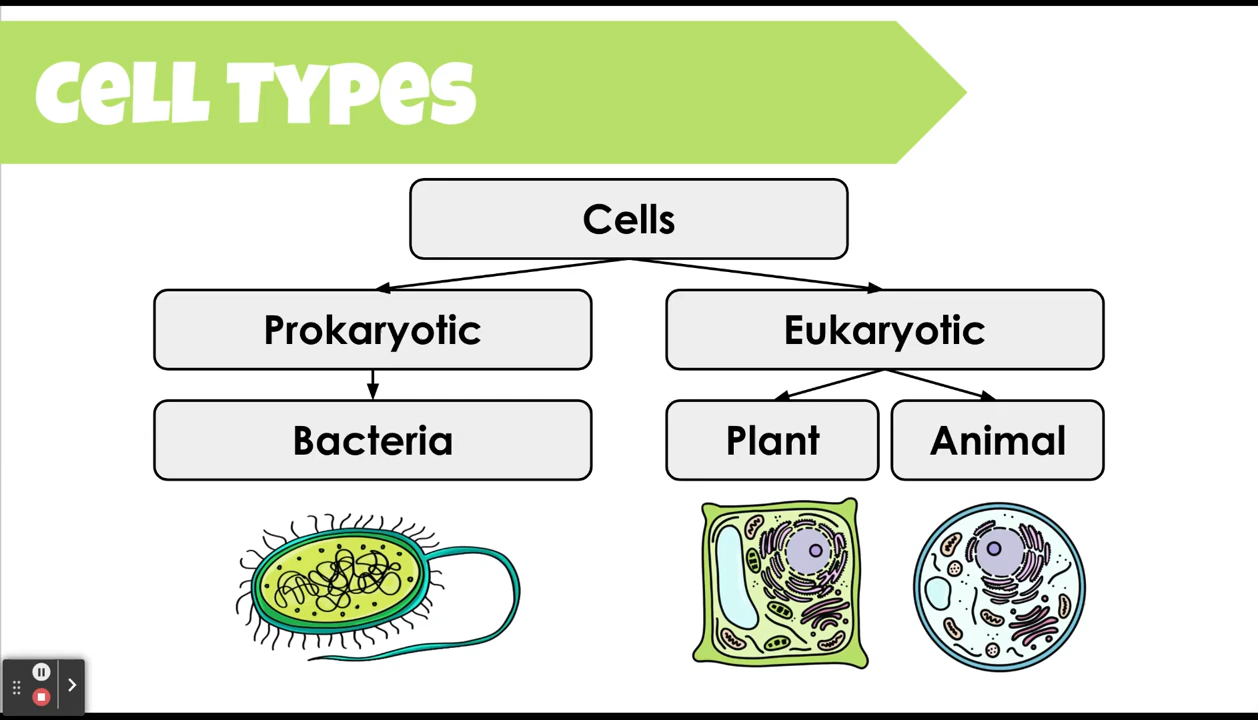 Cell Types
Cells
Prokaryotic
Eukaryotic
Bacteria
Plant
Animal